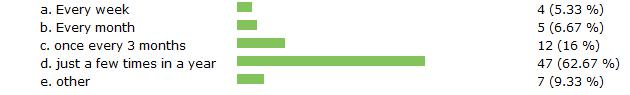 a. Every week 4 (5.33 %)
b. Every month 5 (6.67 %)
c. once every 3 months 12 (16 %)
d. just a few times in a year 47 (62.67 %)
e. other 7 (9.33 %)